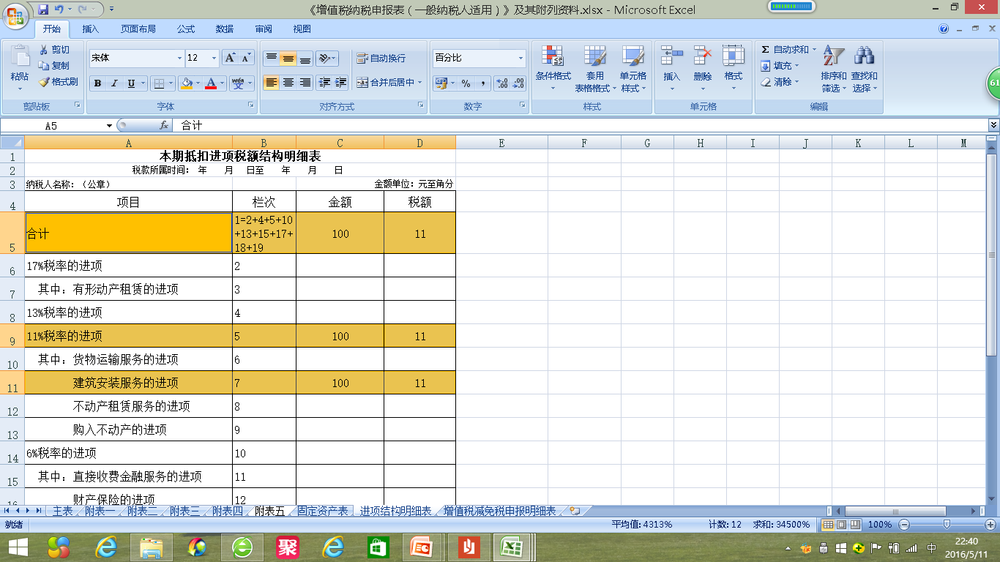 《增值税纳税申报表（一般纳税人适用）》及其附列资料.xlsx - Microsoft Excel
开始 插入 页面布局 公式 数据 审阅 视图
粘贴 剪切 复制 格式刷 剪贴板
宋体 12 B I U wén 文 字体
自动换行 合并后居中 对齐方式
百分比 % , 数字
条件格式 套用表格格式 单元格样式 样式
插入 删除 格式 单元格
Σ 自动求和 填充 清除 排序和筛选 查找和选择 编辑
61
A5 fx 合计
A B C D E F G H I J K L M
1 本期抵扣进项税额结构明细表
2 税款所属时间： 年 月 日至 年 月 日
3 纳税人名称：（公章） 金额单位：元至角分
4 项目 栏次 金额 税额
5 合计 1=2+4+5+10+13+15+17+18+19 100 11
6 17%税率的进项 2
7 其中：有形动产租赁的进项 3
8 13%税率的进项 4
9 11%税率的进项 5 100 11
10 其中：货物运输服务的进项 6
11 建筑安装服务的进项 7 100 11
12 不动产租赁服务的进项 8
13 购入不动产的进项 9
14 6%税率的进项 10
15 其中：直接收费金融服务的进项 11
16 财产保险的进项 12
主表 附表一 附表二 附表三 附表四 附表五 固定资产表 进项结构明细表 增值税减免税申报明细表
就绪 平均值: 4313% 计数: 12 求和: 34500% 100%
聚 中 22:40
2016/5/11